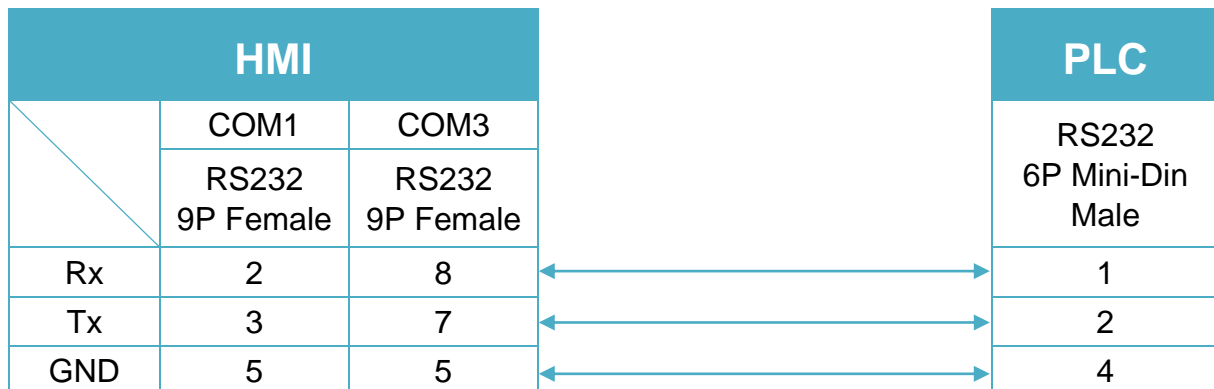 HMI
PLC
COM1 COM3
RS232
9P Female
RS232
9P Female
RS232
6P Mini-Din
Male
Rx 2 8 1
Tx 3 7 2
GND 5 5 4